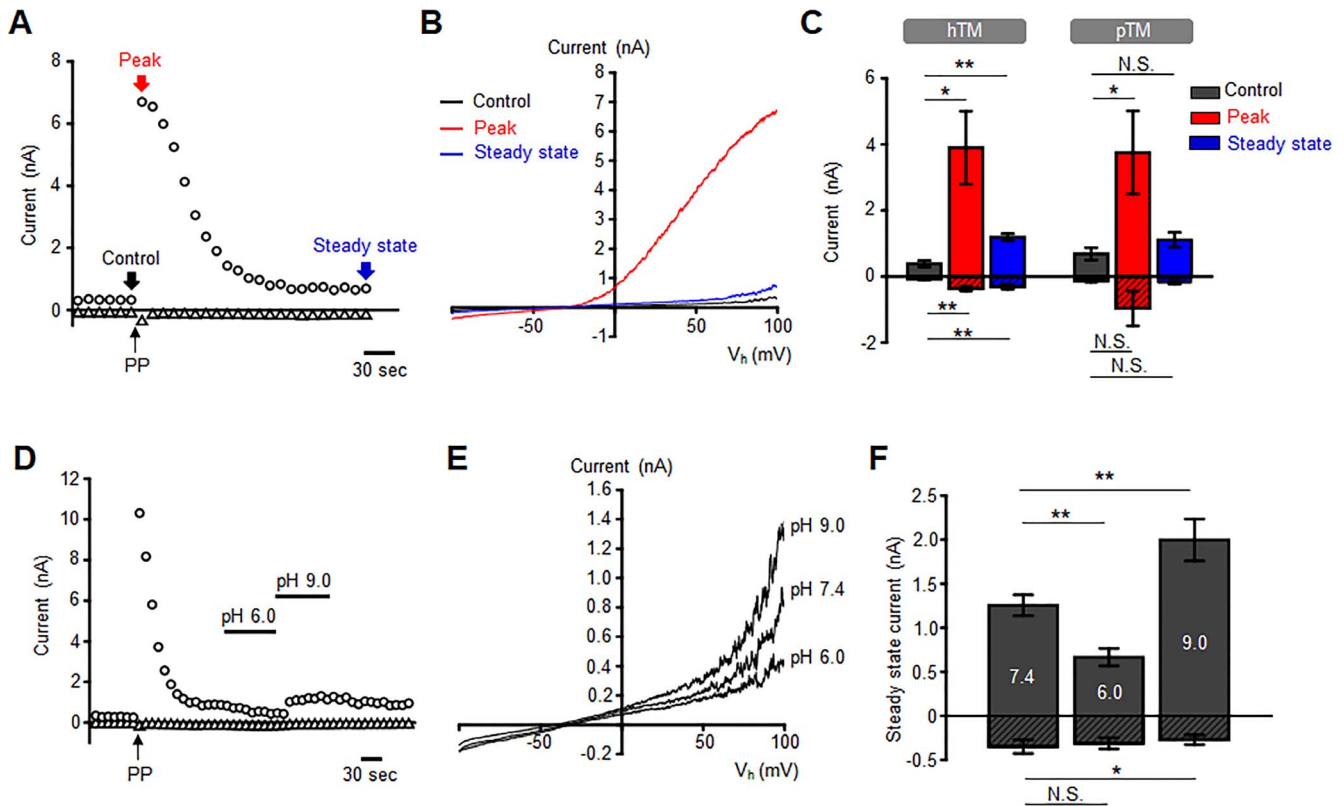 A
Current (nA)
8
6
4
2
0
Peak
Control
Steady state
PP
30 sec
B
Current (nA)
Control
Peak
Steady state
8
7
6
5
4
3
2
1
-1
-50
50
100
Vh (mV)
C
hTM
pTM
Current (nA)
6
4
2
0
-2
**
*
N.S.
*
**
**
N.S.
N.S.
Control
Peak
Steady state
D
Current (nA)
12
10
8
6
4
2
0
pH 9.0
pH 6.0
PP
30 sec
E
Current (nA)
1.6
1.4
1.2
1.0
0.8
0.6
0.4
0.2
-0.2
pH 9.0
pH 7.4
pH 6.0
-50
0
50
100
Vh (mV)
F
Steady state current (nA)
2.5
2.0
1.5
1.0
0.5
0
-0.5
**
**
7.4
6.0
9.0
*
N.S.